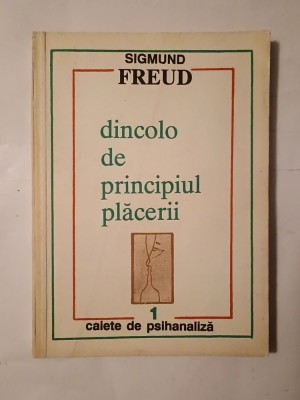 SIGMUND
FREUD
dincolo
de
principiul
plăcerii
1
caiete de psihanaliză